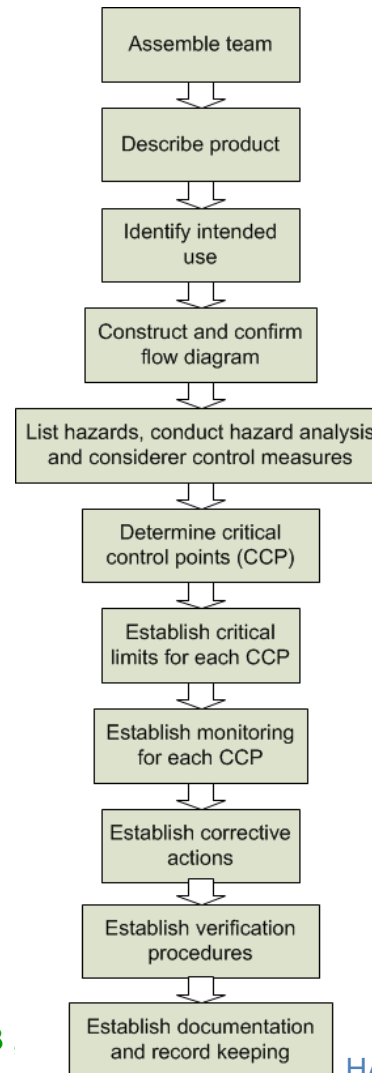 Assemble team
Describe product
Identify intended
use
Construct and confirm
flow diagram
List hazards, conduct hazard analysis
and considerer control measures
Determine critical
control points (CCP)
Establish critical
limits for each CCP
Establish monitoring
for each CCP
Establish corrective
actions
Establish verification
procedures
Establish documentation
and record keeping